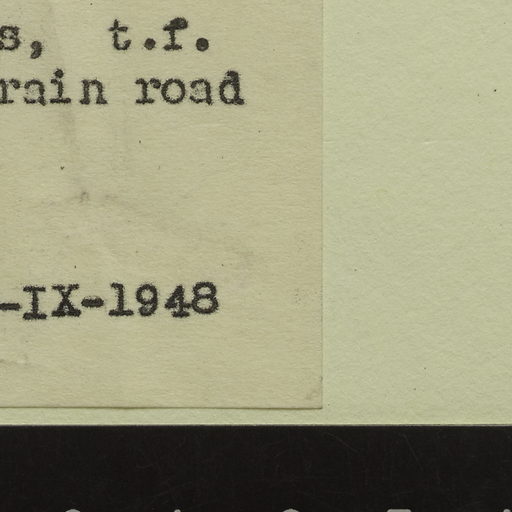 s, t.f.
rain road
-IX-1948